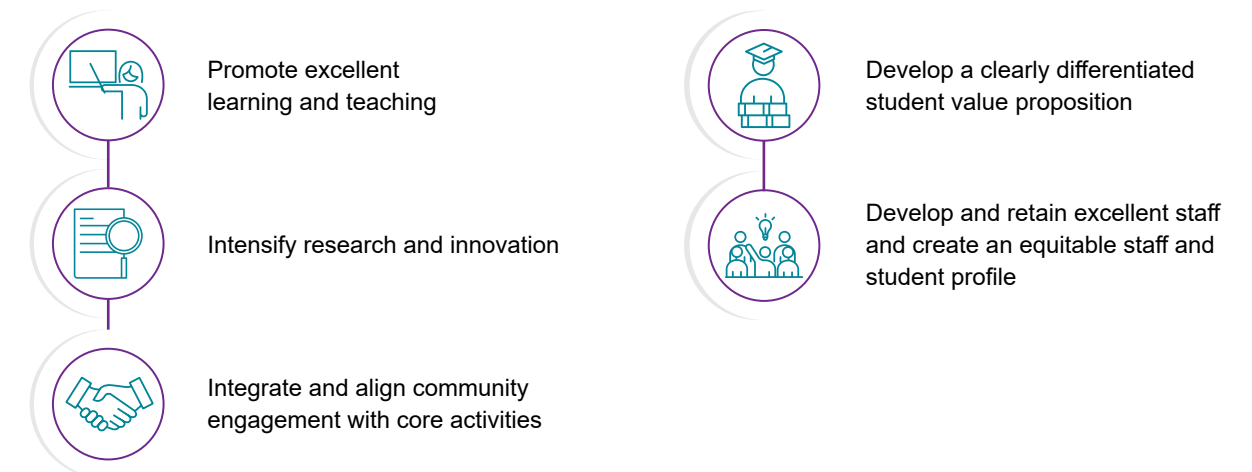 Promote excellent
learning and teaching
Intensify research and innovation
Integrate and align community
engagement with core activities
Develop a clearly differentiated
student value proposition
Develop and retain excellent staff
and create an equitable staff and
student profile